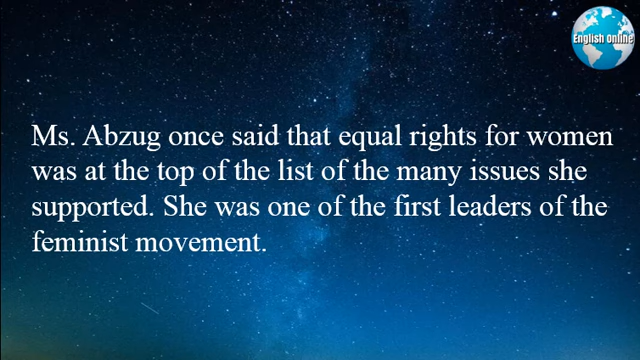 English Online
Ms. Abzug once said that equal rights for women
was at the top of the list of the many issues she
supported. She was one of the first leaders of the
feminist movement.